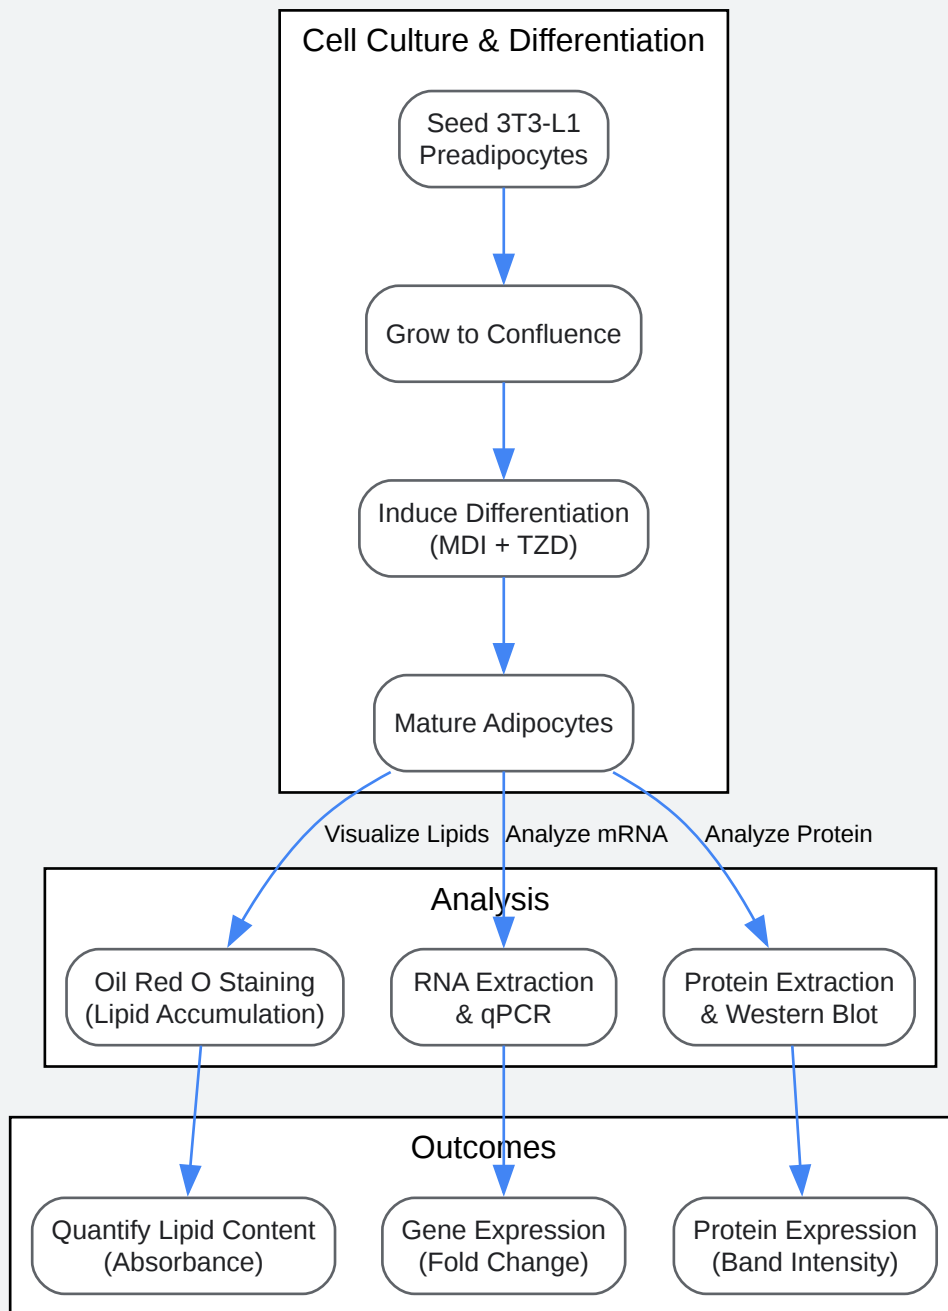 Cell Culture & Differentiation
Seed 3T3-L1
Preadipocytes
Grow to Confluence
Induce Differentiation
(MDI + TZD)
Mature Adipocytes
Visualize Lipids
Analyze mRNA
Analyze Protein
Analysis
Oil Red O Staining
(Lipid Accumulation)
RNA Extraction
& qPCR
Protein Extraction
& Western Blot
Outcomes
Quantify Lipid Content
(Absorbance)
Gene Expression
(Fold Change)
Protein Expression
(Band Intensity)